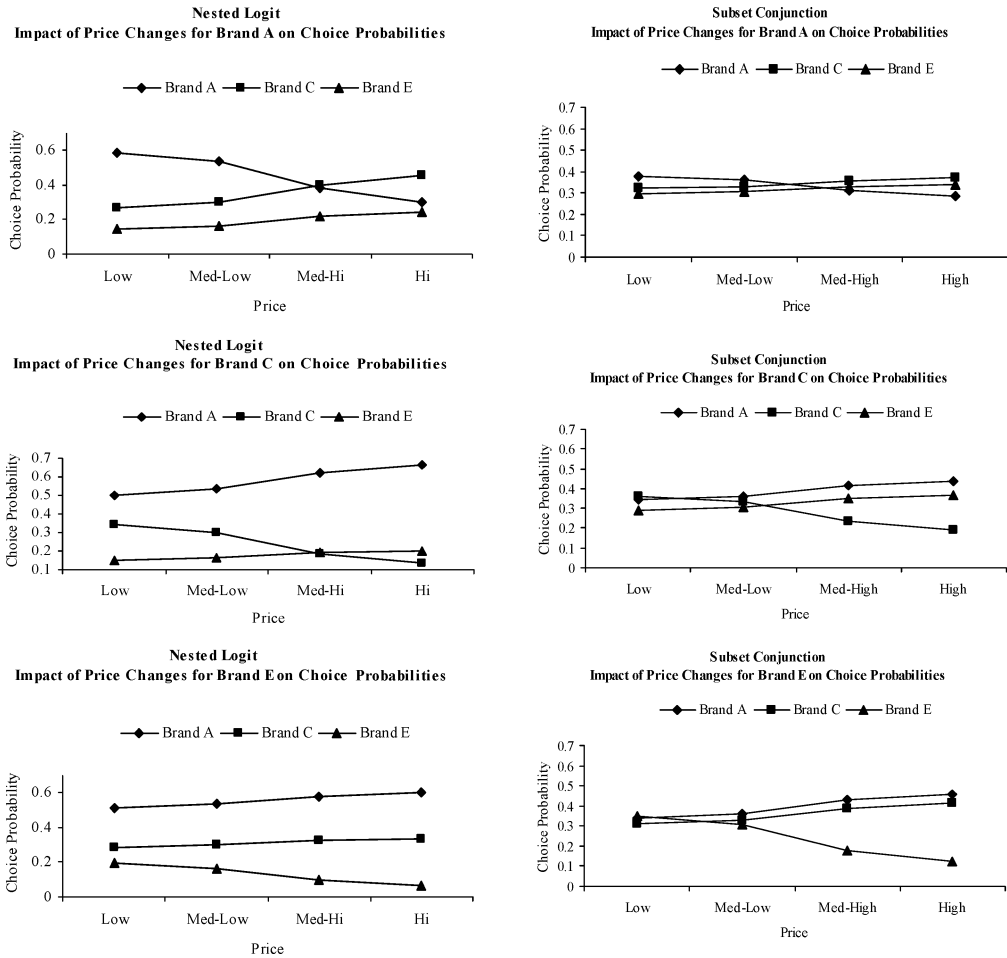 Nested Logit
Impact of Price Changes for Brand A on Choice Probabilities
Brand A Brand C Brand E
Choice Probability
0.6
0.4
0.2
0
Low Med-Low Med-Hi Hi
Price
Subset Conjunction
Impact of Price Changes for Brand A on Choice Probabilities
Brand A Brand C Brand E
Choice Probability
0.7
0.6
0.5
0.4
0.3
0.2
0.1
0
Low Med-Low Med-High High
Price
Nested Logit
Impact of Price Changes for Brand C on Choice Probabilities
Brand A Brand C Brand E
Choice Probability
0.7
0.6
0.5
0.4
0.3
0.2
0.1
Low Med-Low Med-Hi Hi
Price
Subset Conjunction
Impact of Price Changes for Brand C on Choice Probabilities
Brand A Brand C Brand E
Choice Probability
0.7
0.6
0.5
0.4
0.3
0.2
0.1
0
Low Med-Low Med-High High
Price
Nested Logit
Impact of Price Changes for Brand E on Choice Probabilities
Brand A Brand C Brand E
Choice Probability
0.6
0.4
0.2
0
Low Med-Low Med-Hi Hi
Price
Subset Conjunction
Impact of Price Changes for Brand E on Choice Probabilities
Brand A Brand C Brand E
Choice Probability
0.7
0.6
0.5
0.4
0.3
0.2
0.1
0
Low Med-Low Med-High High
Price